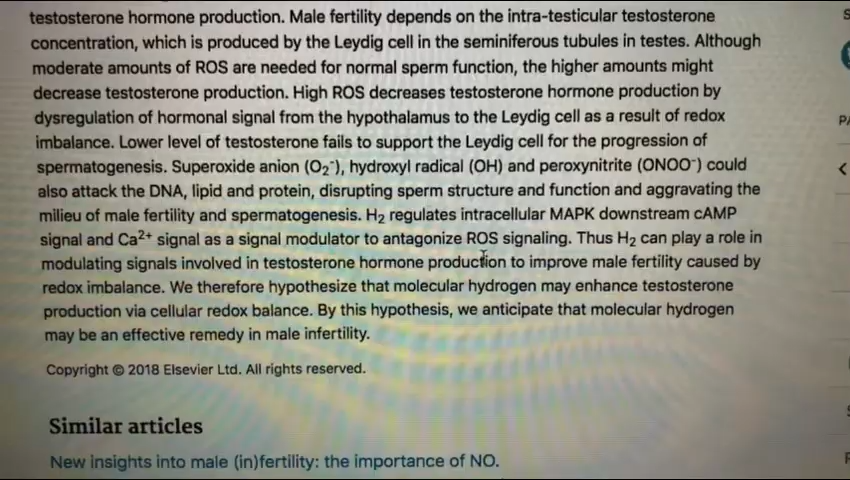 testosterone hormone production. Male fertility depends on the intra-testicular testosterone
concentration, which is produced by the Leydig cell in the seminiferous tubules in testes. Although
moderate amounts of ROS are needed for normal sperm function, the higher amounts might
decrease testosterone production. High ROS decreases testosterone hormone production by
dysregulation of hormonal signal from the hypothalamus to the Leydig cell as a result of redox
imbalance. Lower level of testosterone fails to support the Leydig cell for the progression of
spermatogenesis. Superoxide anion (O₂⁻), hydroxyl radical (OH) and peroxynitrite (ONOO⁻) could
also attack the DNA, lipid and protein, disrupting sperm structure and function and aggravating the
milieu of male fertility and spermatogenesis. H₂ regulates intracellular MAPK downstream cAMP
signal and Ca²⁺ signal as a signal modulator to antagonize ROS signaling. Thus H₂ can play a role in
modulating signals involved in testosterone hormone production to improve male fertility caused by
redox imbalance. We therefore hypothesize that molecular hydrogen may enhance testosterone
production via cellular redox balance. By this hypothesis, we anticipate that molecular hydrogen
may be an effective remedy in male infertility.
Copyright © 2018 Elsevier Ltd. All rights reserved.
Similar articles
New insights into male (in)fertility: the importance of NO.